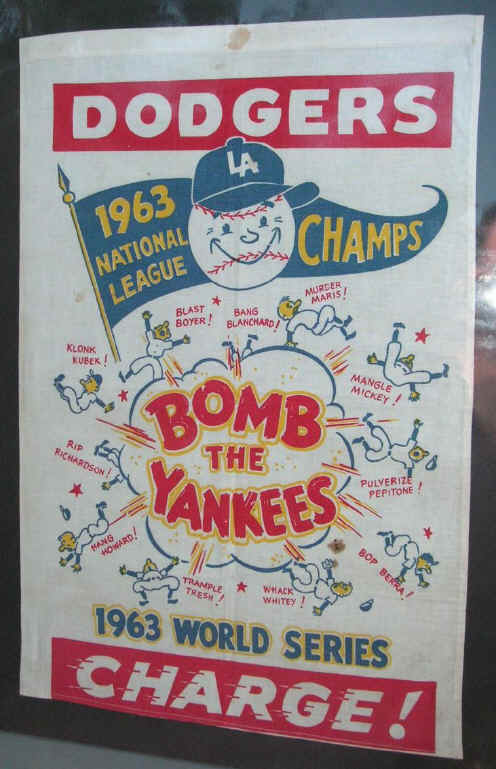 DODGERS
LA
1963
NATIONAL
LEAGUE
CHAMPS
MURDER
MARIS!
BLAST
BOYER!
BANG
BLANCHARD!
KLONK
KUBEK!
MANGLE
MICKEY!
BOMB
THE
YANKEES
RIP
RICHARDSON!
PULVERIZE
PEPITONE!
HANG
HOWARD!
BOP BERRA!
TRAMPLE
TRESH!
WHACK
WHITEY!
1963 WORLD SERIES
CHARGE!